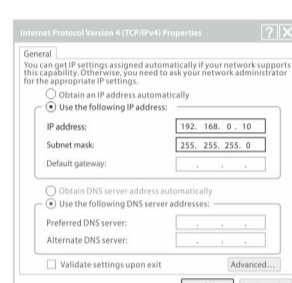 Internet Protocol Version 4 (TCP/IPv4) Properties
General
You can get IP settings assigned automatically if your network supports
this capability. Otherwise, you need to ask your network administrator
for the appropriate IP settings.
Obtain an IP address automatically
Use the following IP address:
IP address: 192. 168. 0 . 10
Subnet mask: 255. 255. 255. 0
Default gateway: . . .
Obtain DNS server address automatically
Use the following DNS server addresses:
Preferred DNS server: . . .
Alternate DNS server: . . .
Validate settings upon exit Advanced...